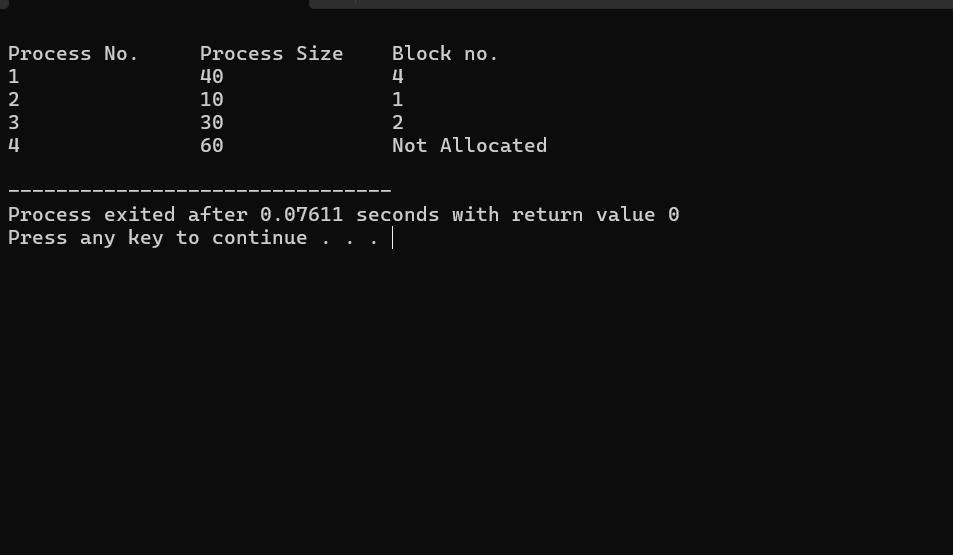 Process No. Process Size Block no.
1 40 4
2 10 1
3 30 2
4 60 Not Allocated
--------------------------------
Process exited after 0.07611 seconds with return value 0
Press any key to continue . . .